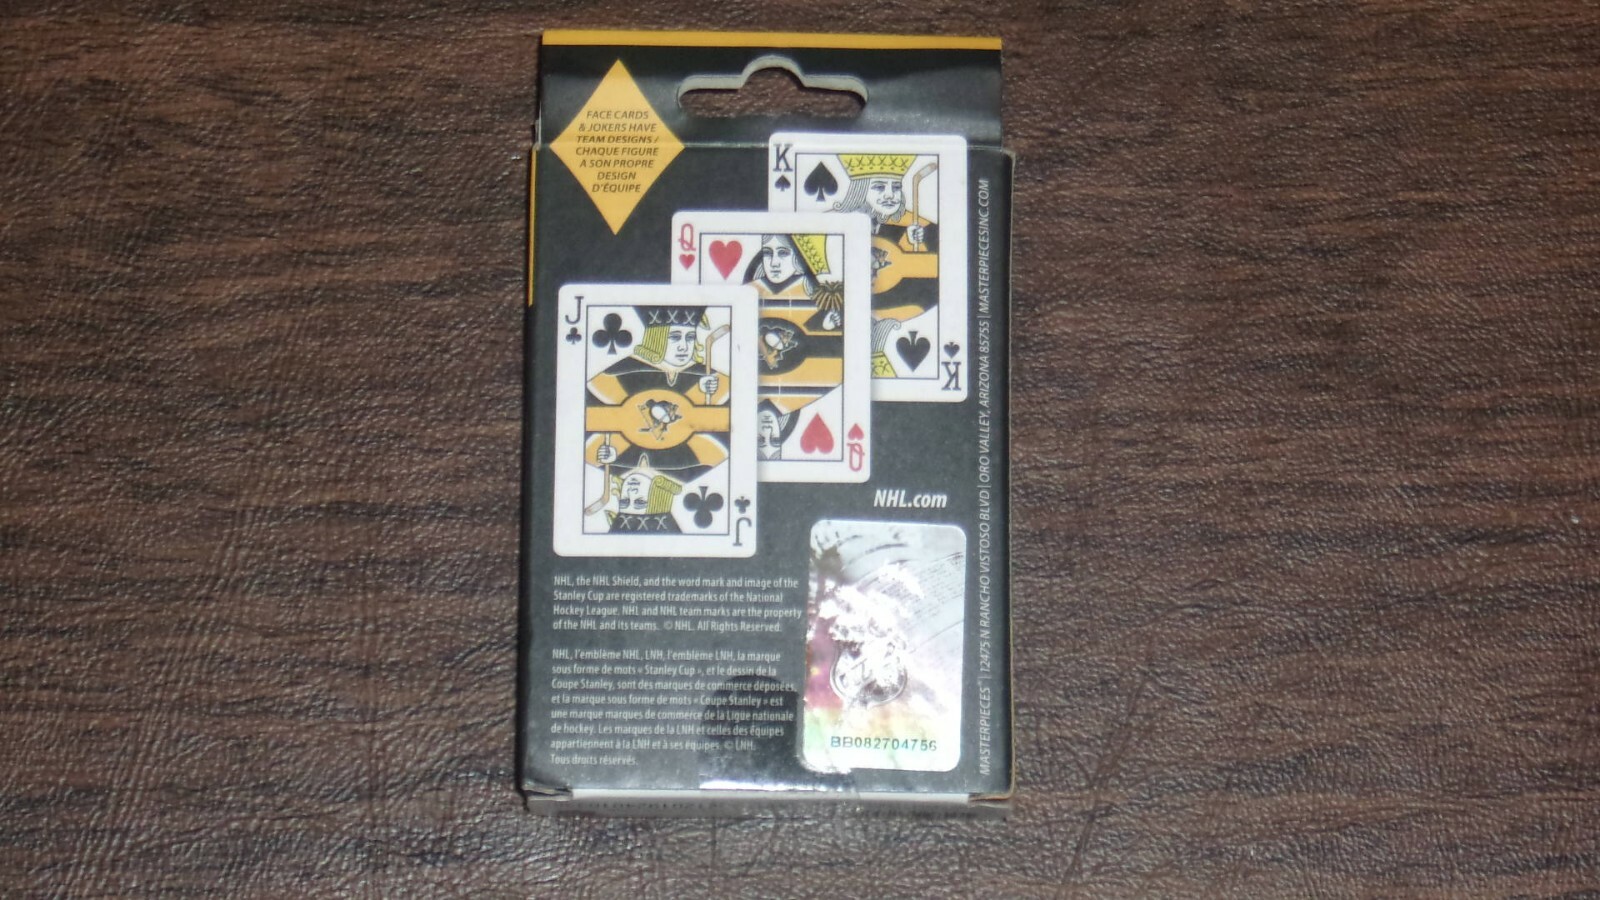 FACE CARDS
& JOKERS HAVE
TEAM DESIGNS /
CHAQUE FIGURE
A SON PROPRE
DESIGN
D'ÉQUIPE
K
Q
J
K
Q
J
NHL.com
NHL, the NHL Shield, and the word mark and image of the
Stanley Cup are registered trademarks of the National
Hockey League. NHL and NHL team marks are the property
of the NHL and its teams. © NHL. All Rights Reserved.
NHL, l'emblème NHL, LNH, l'emblème LNH, la marque
sous forme de mots « Stanley Cup », et le dessin de la
Coupe Stanley, sont des marques de commerce déposées,
et la marque sous forme de mots « Coupe Stanley » est
une marque marques de commerce de la Ligue nationale
de hockey. Les marques de la LNH et celles des équipes
appartiennent à la LNH et à ses équipes. © LNH.
Tous droits réservés.
BB082704756
MASTERPIECES® | 12475 N RANCHO VISTOSO BLVD | ORO VALLEY, ARIZONA 85755 | MASTERPIECESINC.COM